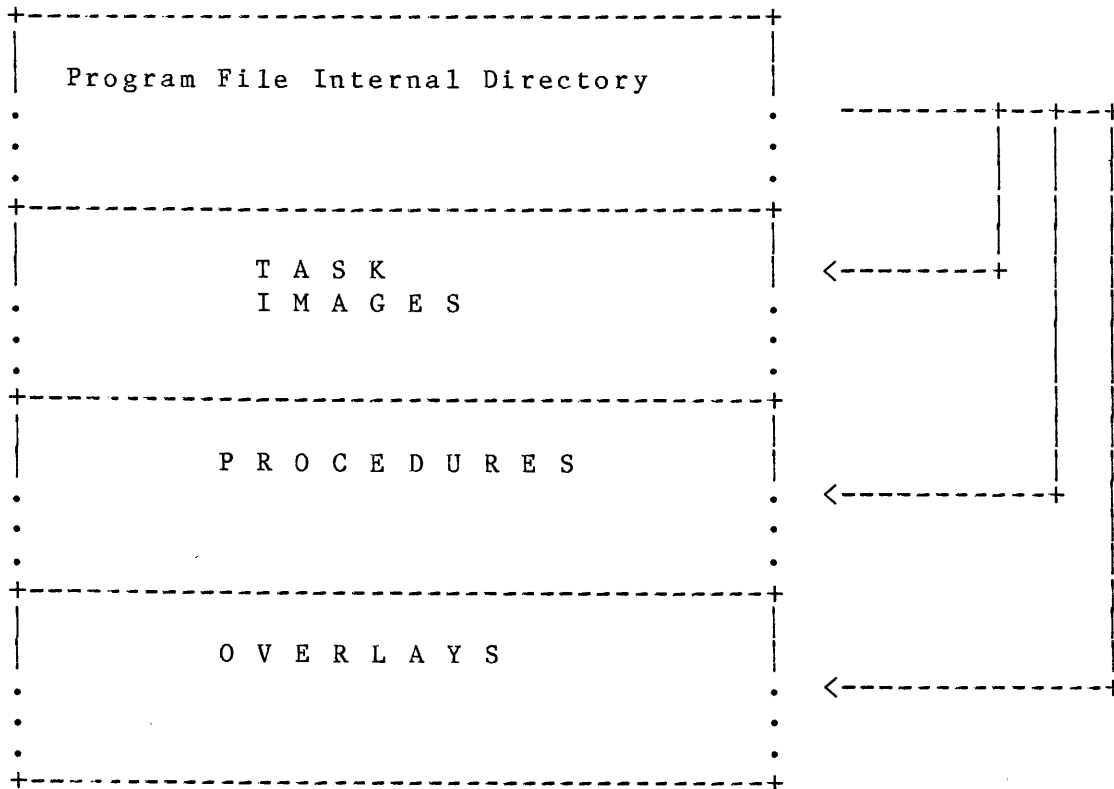 Program File Internal Directory
T A S K
I M A G E S
P R O C E D U R E S
O V E R L A Y S